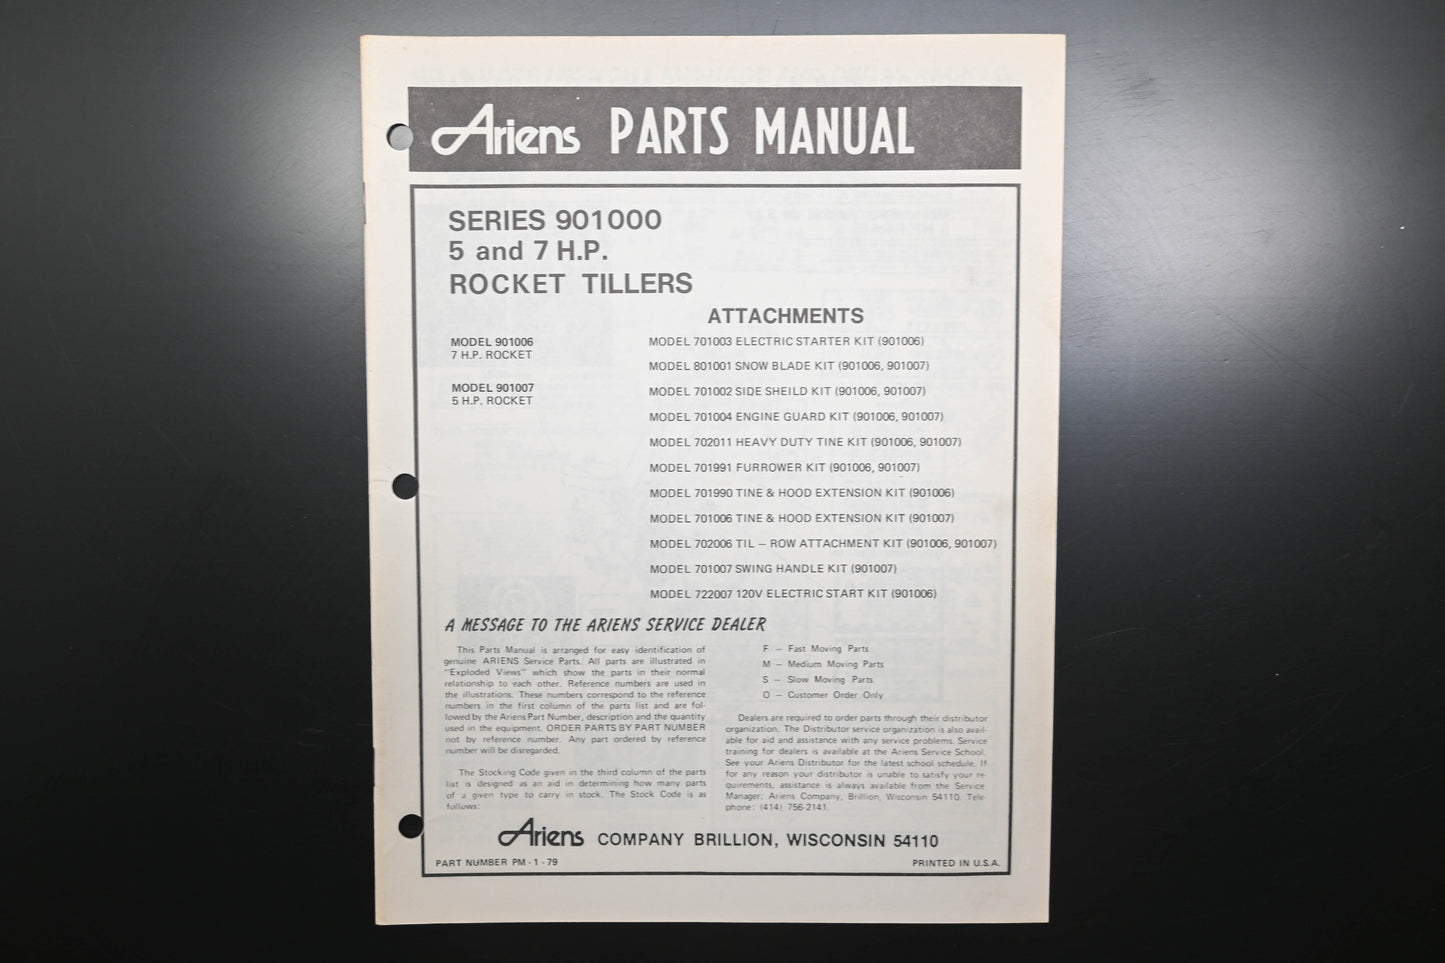 Ariens PARTS MANUAL
SERIES 901000
5 and 7 H.P.
ROCKET TILLERS
ATTACHMENTS
MODEL 901006
7 H.P. ROCKET
MODEL 901007
5 H.P. ROCKET
MODEL 701003 ELECTRIC STARTER KIT (901006)
MODEL 801001 SNOW BLADE KIT (901006, 901007)
MODEL 701002 SIDE SHEILD KIT (901006, 901007)
MODEL 701004 ENGINE GUARD KIT (901006, 901007)
MODEL 702011 HEAVY DUTY TINE KIT (901006, 901007)
MODEL 701991 FURROWER KIT (901006, 901007)
MODEL 701990 TINE & HOOD EXTENSION KIT (901006)
MODEL 701006 TINE & HOOD EXTENSION KIT (901007)
MODEL 702006 TIL – ROW ATTACHMENT KIT (901006, 901007)
MODEL 701007 SWING HANDLE KIT (901007)
MODEL 722007 120V ELECTRIC START KIT (901006)
A MESSAGE TO THE ARIENS SERVICE DEALER
This Parts Manual is arranged for easy identification of
genuine ARIENS Service Parts. All parts are illustrated in
"Exploded Views" which show the parts in their normal
relationship to each other. Reference numbers are used in
the illustrations. These numbers correspond to the reference
numbers in the first column of the parts list and are fol-
lowed by the Ariens Part Number, description and the quantity
used in the equipment. ORDER PARTS BY PART NUMBER
not by reference number. Any part ordered by reference
number will be disregarded.
The Stocking Code given in the third column of the parts
list is designed as an aid in determining how many parts
of a given type to carry in stock. The Stock Code is as
follows:
F – Fast Moving Parts
M – Medium Moving Parts
S – Slow Moving Parts
O – Customer Order Only
Dealers are required to order parts through their distributor
organization. The Distributor service organization is also avail-
able for aid and assistance with any service problems. Service
training for dealers is available at the Ariens Service School.
See your Ariens Distributor for the latest school schedule. If
for any reason your distributor is unable to satisfy your re-
quirements, assistance is always available from the Service
Manager: Ariens Company, Brillion, Wisconsin 54110. Tele-
phone: (414) 756-2141.
Ariens COMPANY BRILLION, WISCONSIN 54110
PART NUMBER PM - 1 - 79
PRINTED IN U.S.A.